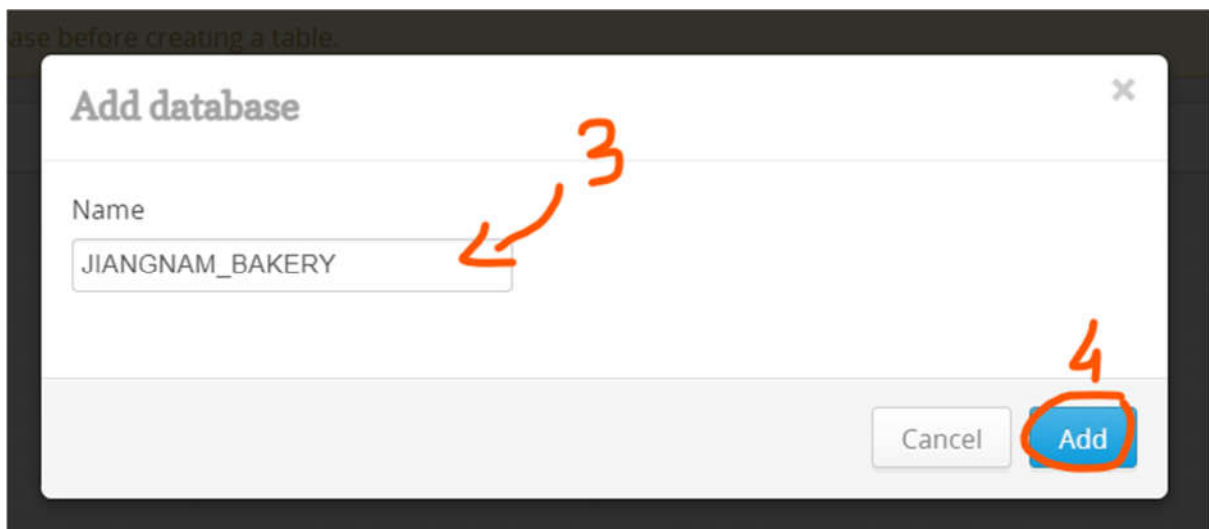 ase before creating a table.
Add database
×
3
Name
JIANGNAM_BAKERY
4
Cancel
Add